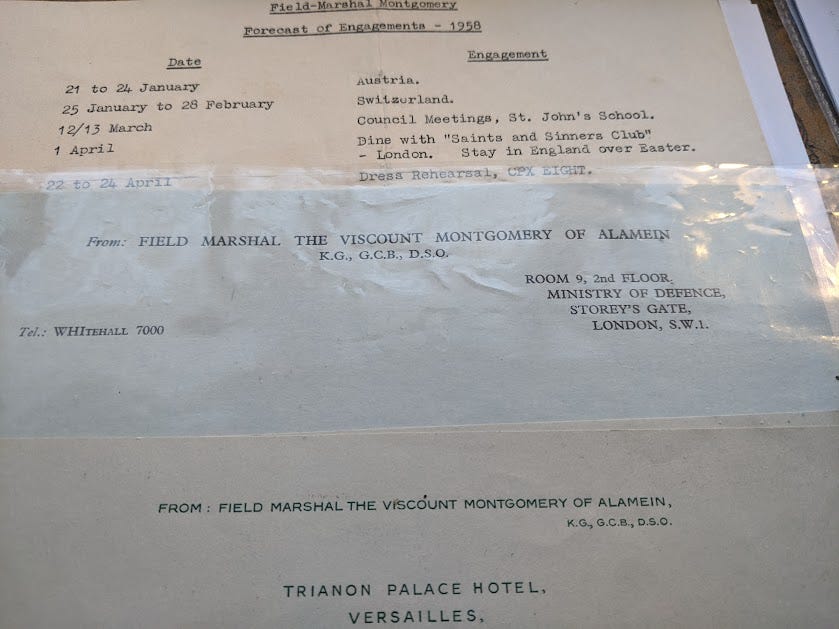 Field-Marshal Montgomery
Forecast of Engagements - 1958
Date Engagement
21 to 24 January Austria.
25 January to 28 February Switzerland.
12/13 March Council Meetings, St. John's School.
1 April Dine with "Saints and Sinners Club"
- London. Stay in England over Easter.
22 to 24 April Dress Rehearsal, CPX EIGHT.
From: FIELD MARSHAL THE VISCOUNT MONTGOMERY OF ALAMEIN
K.G., G.C.B., D.S.O.
ROOM 9, 2nd FLOOR,
MINISTRY OF DEFENCE,
STOREY'S GATE,
Tel.: WHITEHALL 7000 LONDON, S.W.1.
FROM: FIELD MARSHAL THE VISCOUNT MONTGOMERY OF ALAMEIN,
K.G., G.C.B., D.S.O.
TRIANON PALACE HOTEL,
VERSAILLES,